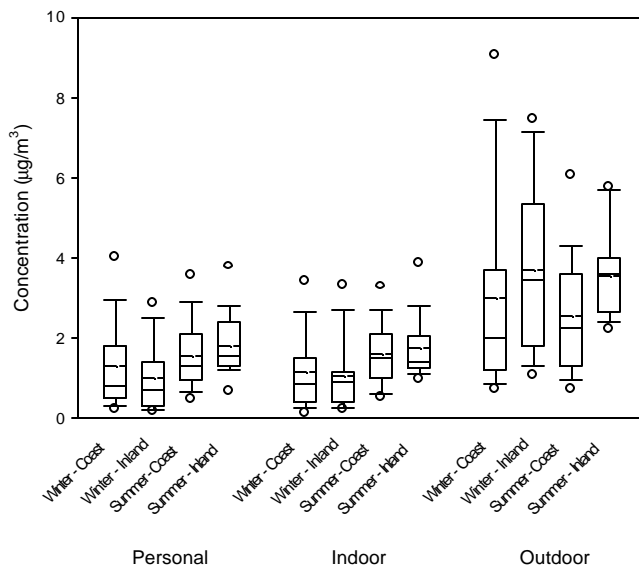 10
8
6
4
2
0
Concentration (µg/m³)
Winter - Coast
Winter - Inland
Summer - Coast
Summer - Inland
Winter - Coast
Winter - Inland
Summer - Coast
Summer - Inland
Winter - Coast
Winter - Inland
Summer - Coast
Summer - Inland
Personal Indoor Outdoor